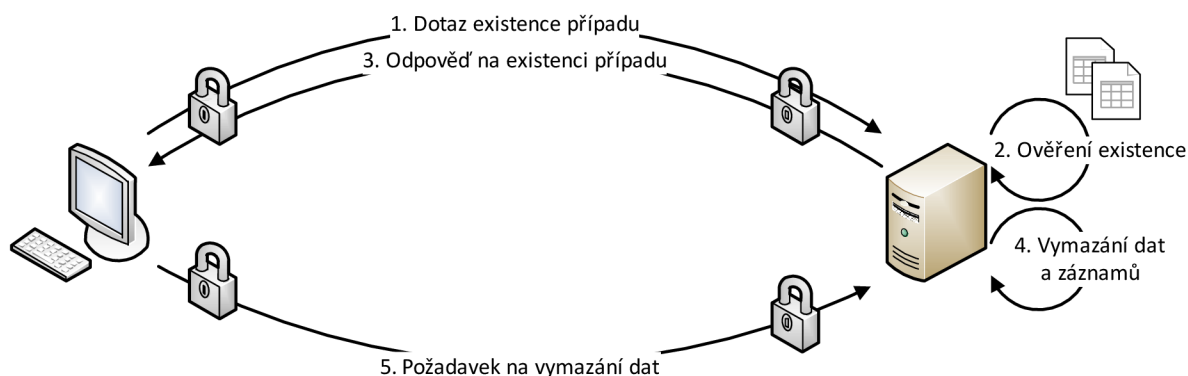 1. Dotaz existence případu
3. Odpověď na existenci případu
2. Ověření existence
4. Vymazání dat
a záznamů
5. Požadavek na vymazání dat